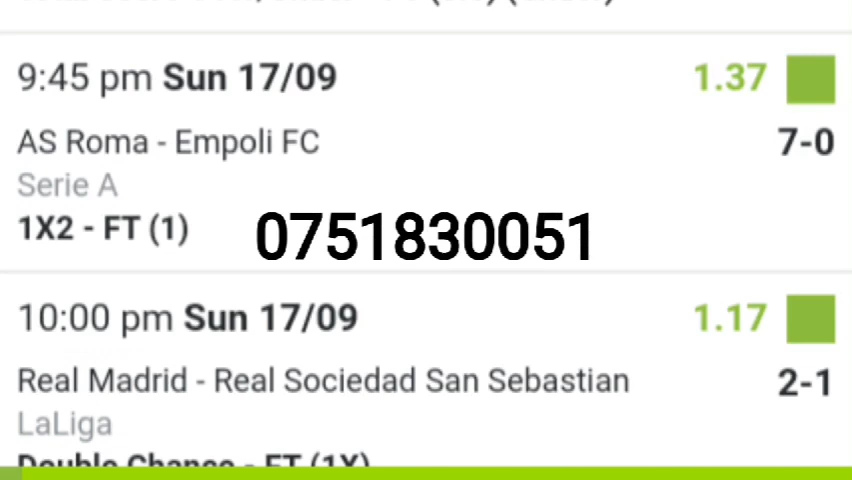 9:45 pm Sun 17/09 1.37
AS Roma - Empoli FC 7-0
Serie A
1X2 - FT (1)
0751830051
10:00 pm Sun 17/09 1.17
Real Madrid - Real Sociedad San Sebastian 2-1
LaLiga
Double Chance - FT (1X)